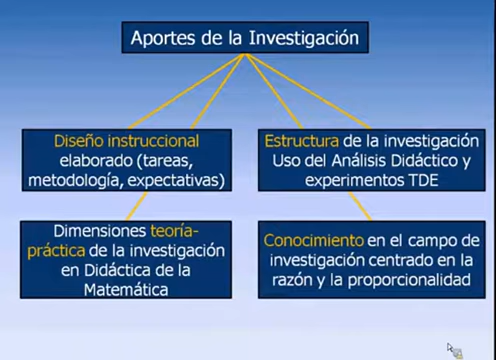 Aportes de la Investigación
Diseño instruccional
elaborado (tareas,
metodología, expectativas)
Estructura de la investigación
Uso del Análisis Didáctico y
experimentos TDE
Dimensiones teoría-
práctica de la investigación
en Didáctica de la
Matemática
Conocimiento en el campo de
investigación centrado en la
razón y la proporcionalidad